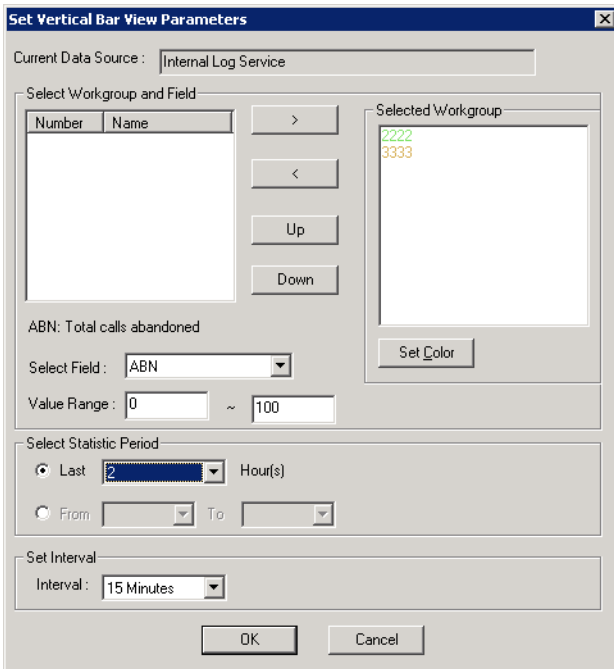 Set Vertical Bar View Parameters
Current Data Source : Internal Log Service
Select Workgroup and Field
Number Name
>
<
Up
Down
Selected Workgroup
2222
3333
Set Color
ABN: Total calls abandoned
Select Field : ABN
Value Range : 0 ~ 100
Select Statistic Period
Last 2 Hour(s)
From To
Set Interval
Interval : 15 Minutes
OK Cancel